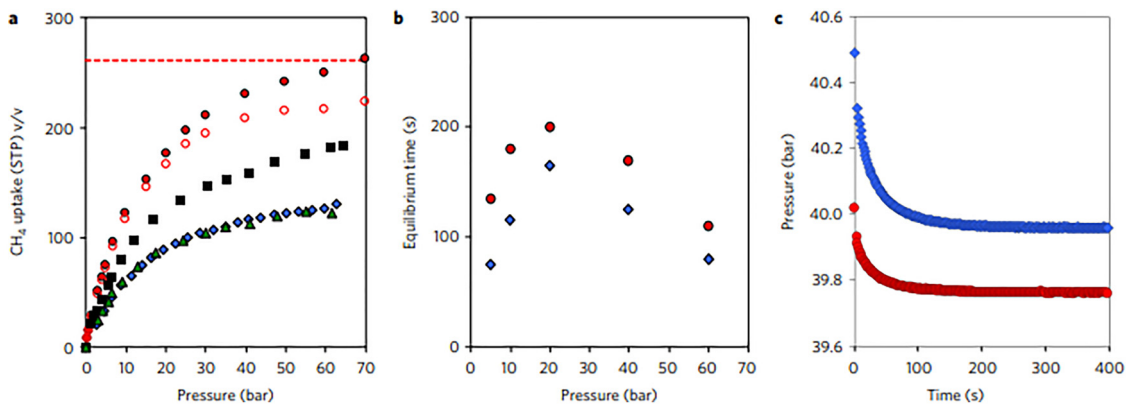 a
300
200
100
0
CH₄ uptake (STP) v/v
0 10 20 30 40 50 60 70
Pressure (bar)
b
300
200
100
0
Equilibrium time (s)
0 10 20 30 40 50 60 70
Pressure (bar)
c
40.6
40.4
40.2
40.0
39.8
39.6
Pressure (bar)
0 100 200 300 400
Time (s)